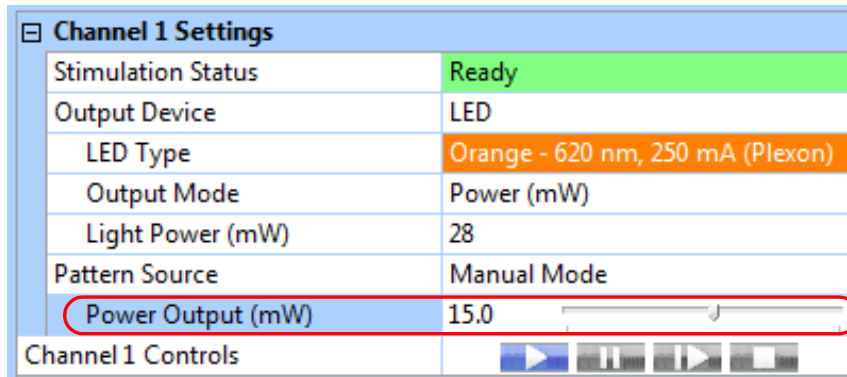 Channel 1 Settings
Stimulation Status Ready
Output Device LED
LED Type Orange - 620 nm, 250 mA (Plexon)
Output Mode Power (mW)
Light Power (mW) 28
Pattern Source Manual Mode
Power Output (mW) 15.0
Channel 1 Controls